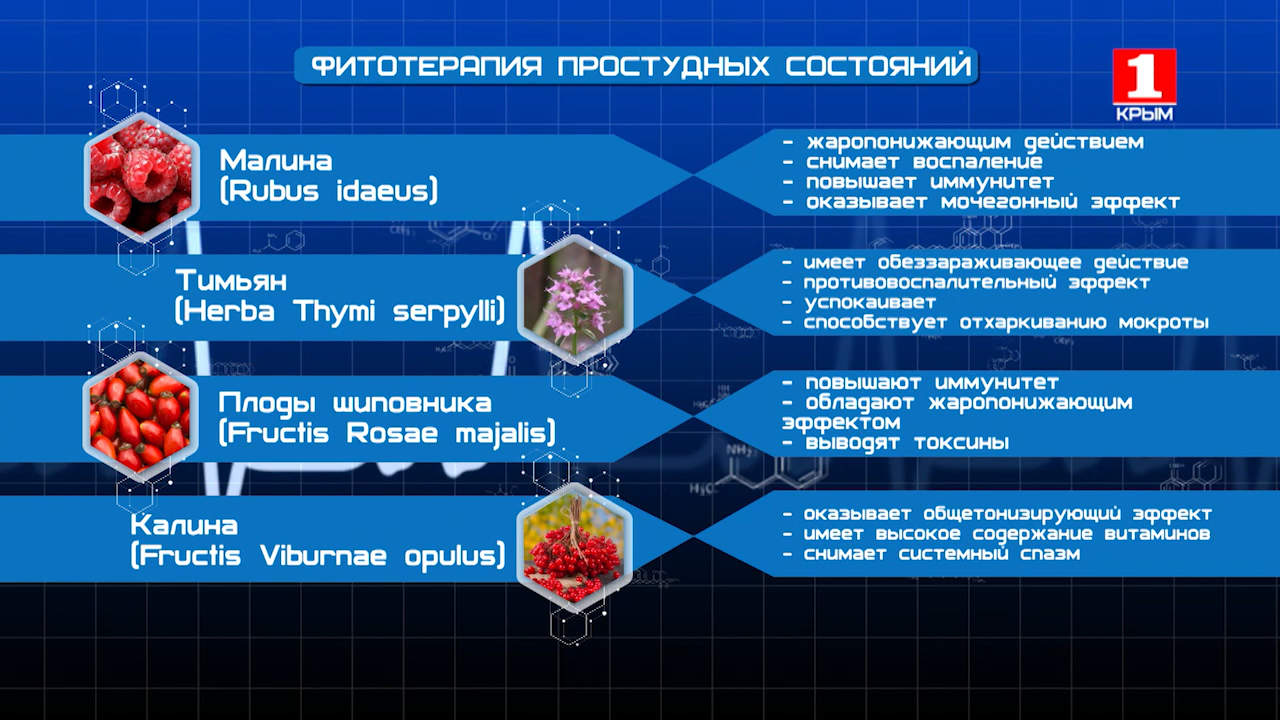 ФИТОТЕРАПИЯ ПРОСТУДНЫХ СОСТОЯНИЙ
1
КРЫМ
Малина
(Rubus idaeus)
- жаропонижающим действием
- снимает воспаление
- повышает иммунитет
- оказывает мочегонный эффект
Тимьян
(Herba Thymi serpylli)
- имеет обеззараживающее действие
- противовоспалительный эффект
- успокаивает
- способствует отхаркиванию мокроты
Плоды шиповника
(Fructis Rosae majalis)
- повышают иммунитет
- обладают жаропонижающим
эффектом
- выводят токсины
Калина
(Fructis Viburnae opulus)
- оказывает общетонизирующий эффект
- имеет высокое содержание витаминов
- снимает системный спазм
NH₂
H₃C